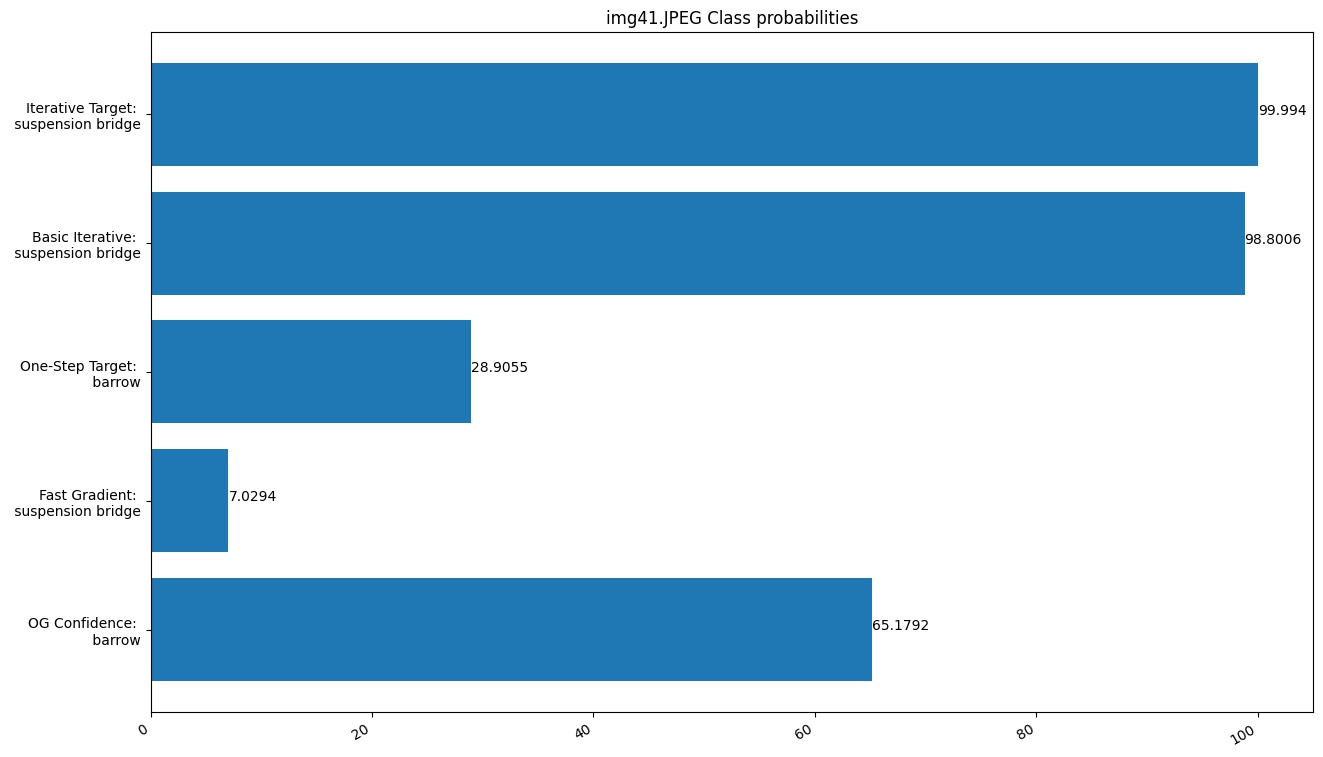 img41.JPEG Class probabilities
Iterative Target:
suspension bridge
99.994
Basic Iterative:
suspension bridge
98.8006
One-Step Target:
barrow
28.9055
Fast Gradient:
suspension bridge
7.0294
OG Confidence:
barrow
65.1792
0
20
40
60
80
100